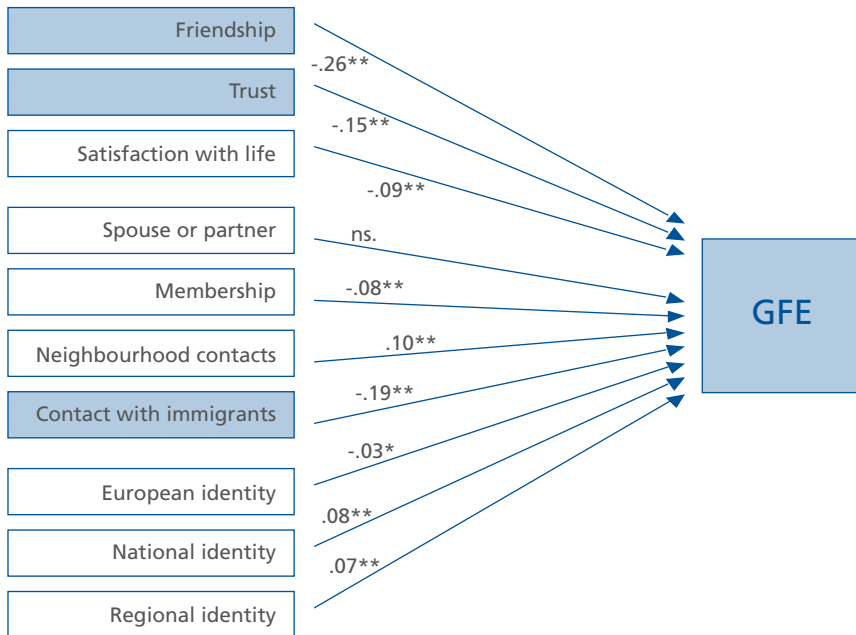 Friendship
-.26**
Trust
-.15**
Satisfaction with life
-.09**
Spouse or partner
ns.
Membership
-.08**
Neighbourhood contacts
.10**
Contact with immigrants
-.19**
European identity
-.03*
National identity
.08**
Regional identity
.07**
GFE